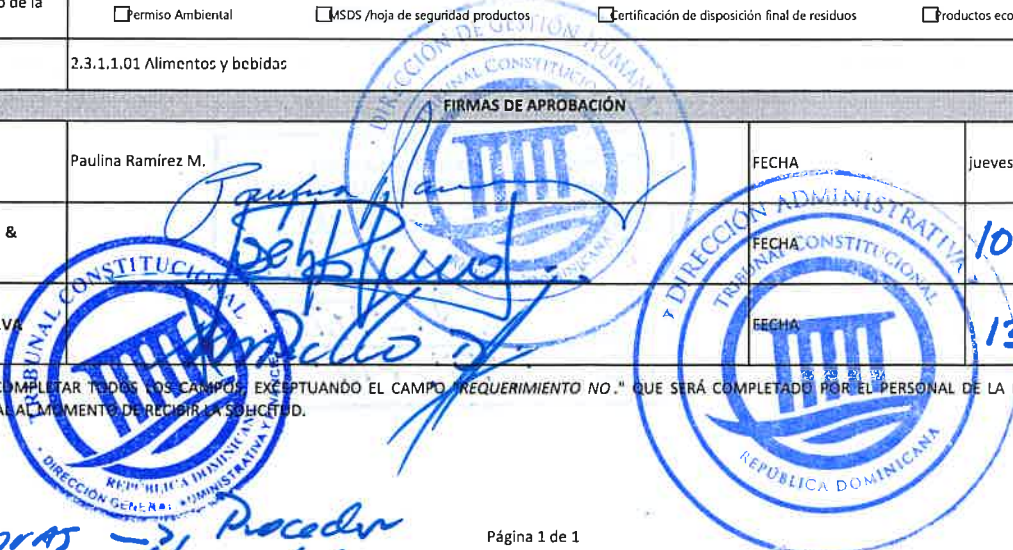 o de la
Permiso Ambiental MSDS /hoja de seguridad productos Certificación de disposición final de residuos Productos eco
2.3.1.1.01 Alimentos y bebidas
FIRMAS DE APROBACIÓN
Paulina Ramírez M. FECHA jueves
& FECHA 10
VA FECHA 13
COMPLETAR TODOS LOS CAMPOS, EXCEPTUANDO EL CAMPO "REQUERIMIENTO NO." QUE SERÁ COMPLETADO POR EL PERSONAL DE LA
AL AL MOMENTO DE RECIBIR LA SOLICITUD.
DIRECCIÓN DE GESTIÓN HUMANA
TRIBUNAL CONSTITUCIONAL
TRIBUNAL CONSTITUCIONAL
REPÚBLICA DOMINICANA
DIRECCIÓN GENERAL ADMINISTRATIVA Y
Y DIRECCIÓN ADMINISTRATIVA
TRIBUNAL CONSTITUCIONAL
REPÚBLICA DOMINICANA
Proceder
Página 1 de 1